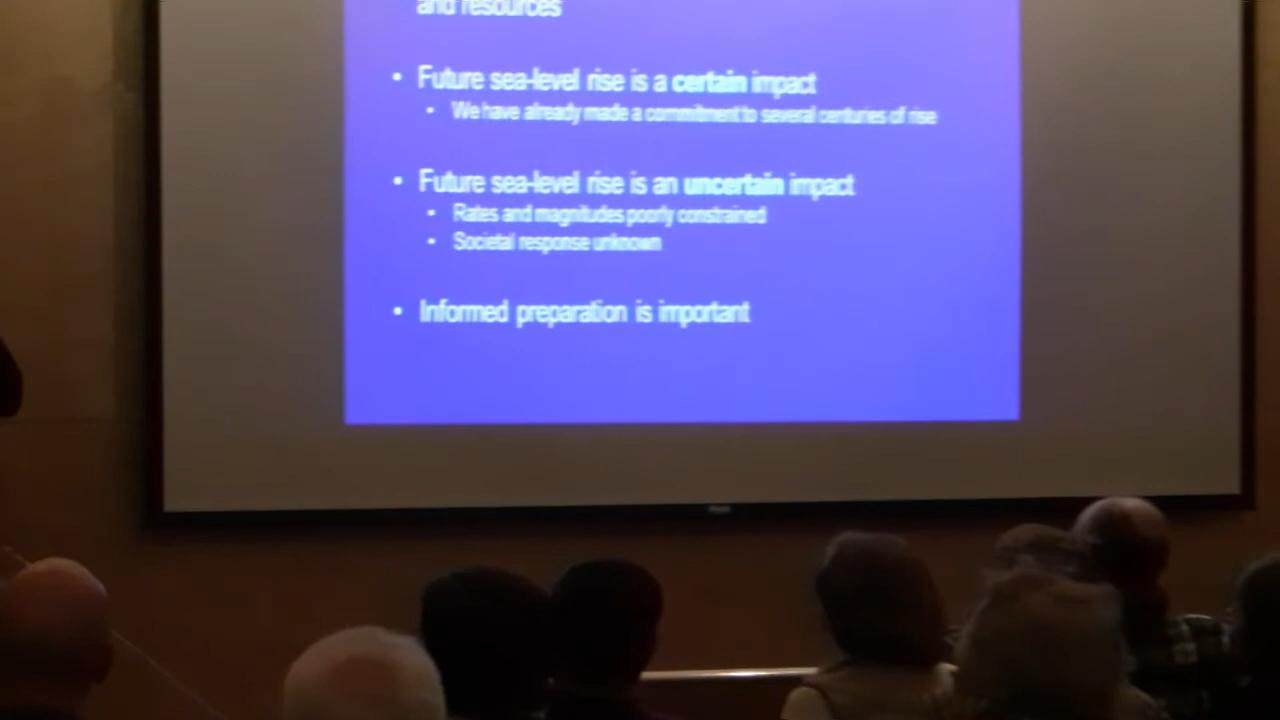 and resources
• Future sea-level rise is a certain impact
• We have already made a commitment to several centuries of rise
• Future sea-level rise is an uncertain impact
• Rates and magnitudes poorly constrained
• Societal response unknown
• Informed preparation is important